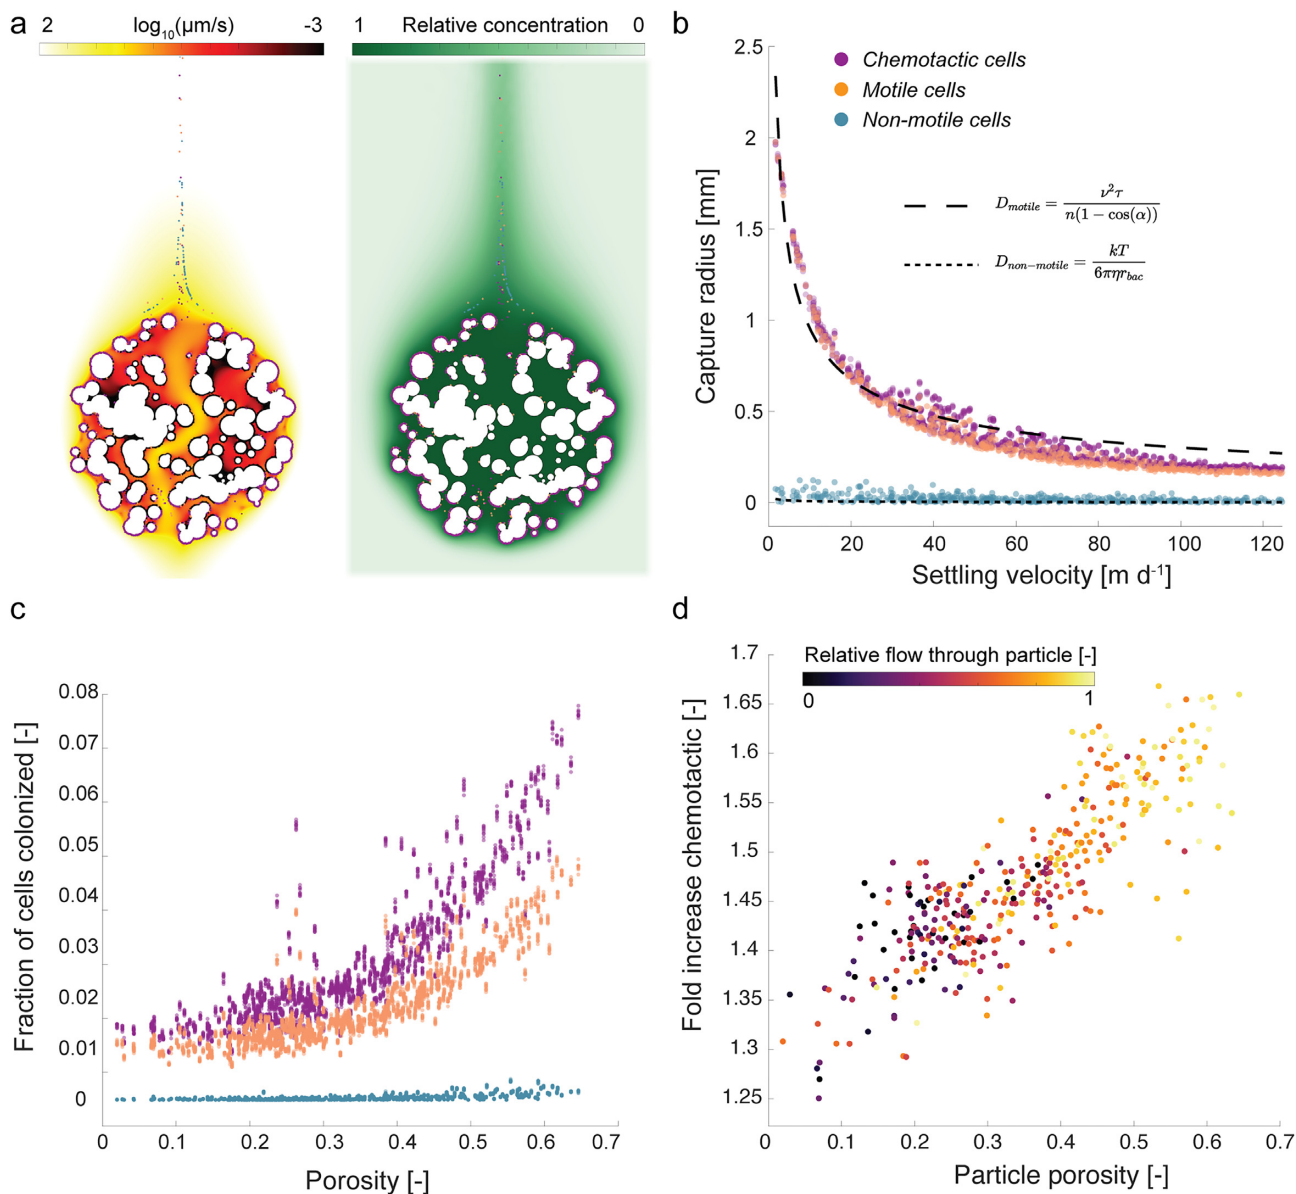 a
2 log₁₀(µm/s) -3
1 Relative concentration 0
b
2.5
2
1.5
1
0.5
0
Capture radius [mm]
Chemotactic cells
Motile cells
Non-motile cells
D_motile = ν²τ / n(1 − cos(α))
D_non−motile = kT / 6πηr_bac
0 20 40 60 80 100 120
Settling velocity [m d⁻¹]
c
0.08
0.07
0.06
0.05
0.04
0.03
0.02
0.01
0
Fraction of cells colonized [-]
0 0.1 0.2 0.3 0.4 0.5 0.6 0.7
Porosity [-]
d
1.7
1.65
1.6
1.55
1.5
1.45
1.4
1.35
1.3
1.25
Fold increase chemotactic [-]
Relative flow through particle [-]
0 1
0 0.1 0.2 0.3 0.4 0.5 0.6 0.7
Particle porosity [-]